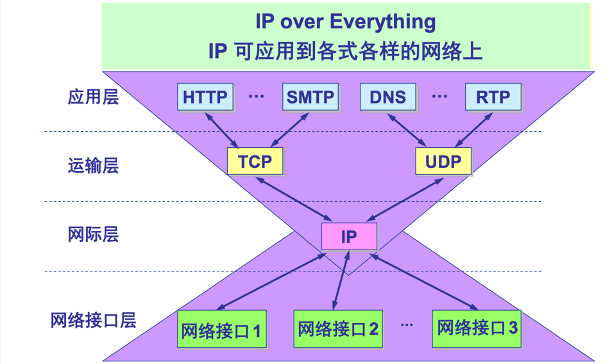 IP over Everything
IP 可应用到各式各样的网络上
应用层
HTTP … SMTP DNS … RTP
运输层
TCP UDP
网际层
IP
网络接口层
网络接口1 网络接口2 … 网络接口3